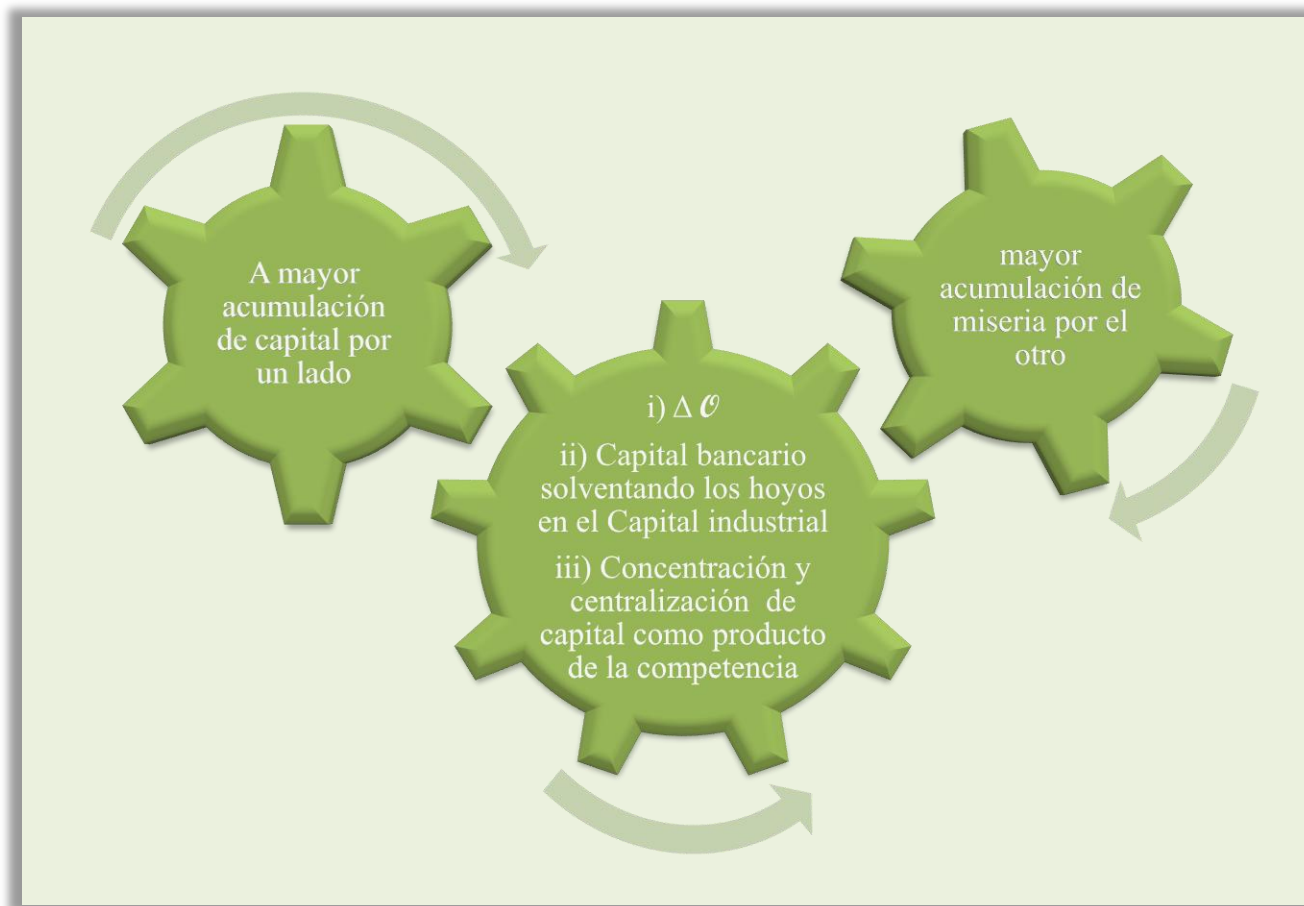 A mayor
acumulación
de capital por
un lado
i) Δ 𝒪
ii) Capital bancario
solventando los hoyos
en el Capital industrial
iii) Concentración y
centralización de
capital como producto
de la competencia
mayor
acumulación de
miseria por el
otro